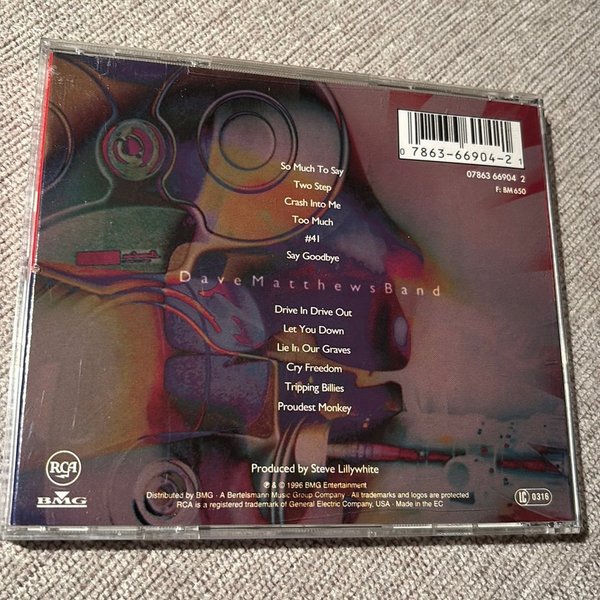 0 7863-66904-2 1
07863 66904 2
F: BM 650
So Much To Say
Two Step
Crash Into Me
Too Much
#41
Say Goodbye
Dave Matthews Band
Drive In Drive Out
Let You Down
Lie In Our Graves
Cry Freedom
Tripping Billies
Proudest Monkey
Produced by Steve Lillywhite
℗ & © 1996 BMG Entertainment
Distributed by BMG · A Bertelsmann Music Group Company · All trademarks and logos are protected
RCA is a registered trademark of General Electric Company, USA · Made in the EC
RCA
BMG
LC 0316